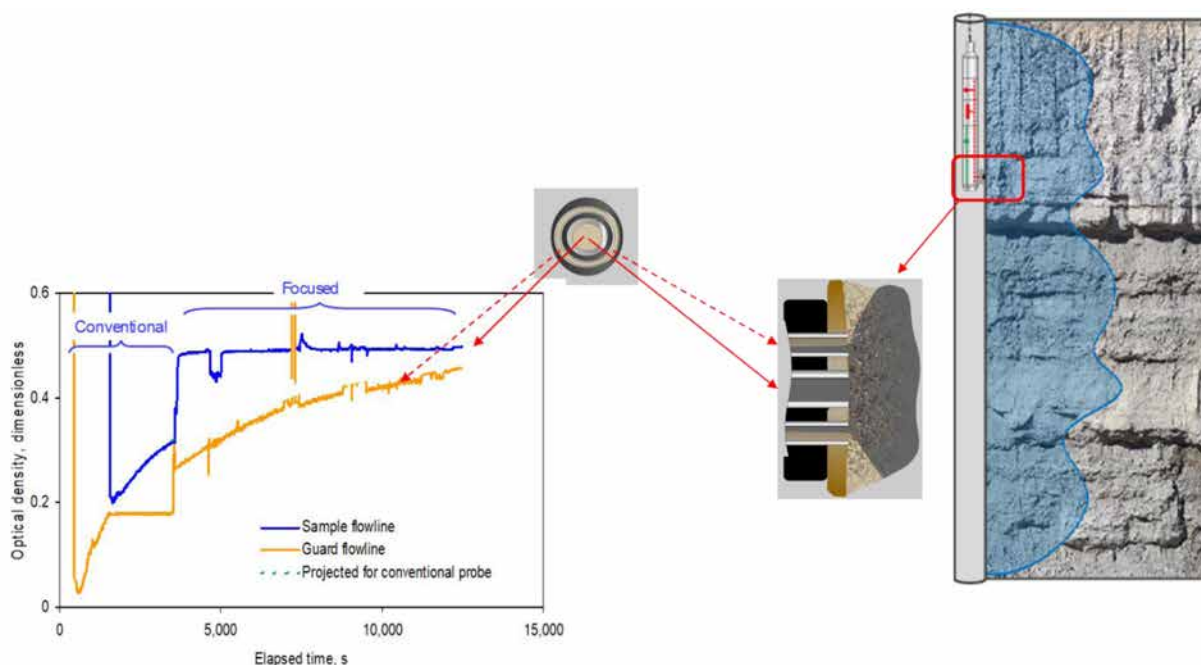 Focused
Conventional
Optical density, dimensionless
0.6
0.4
0.2
0
Sample flowline
Guard flowline
Projected for conventional probe
0
5,000
10,000
15,000
Elapsed time, s